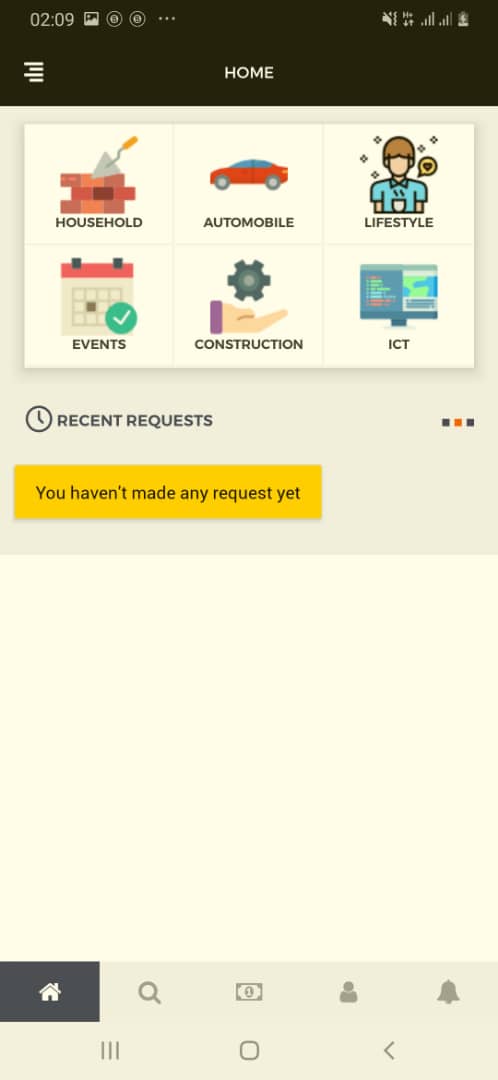 02:09
HOME
HOUSEHOLD
AUTOMOBILE
LIFESTYLE
EVENTS
CONSTRUCTION
ICT
RECENT REQUESTS
You haven't made any request yet